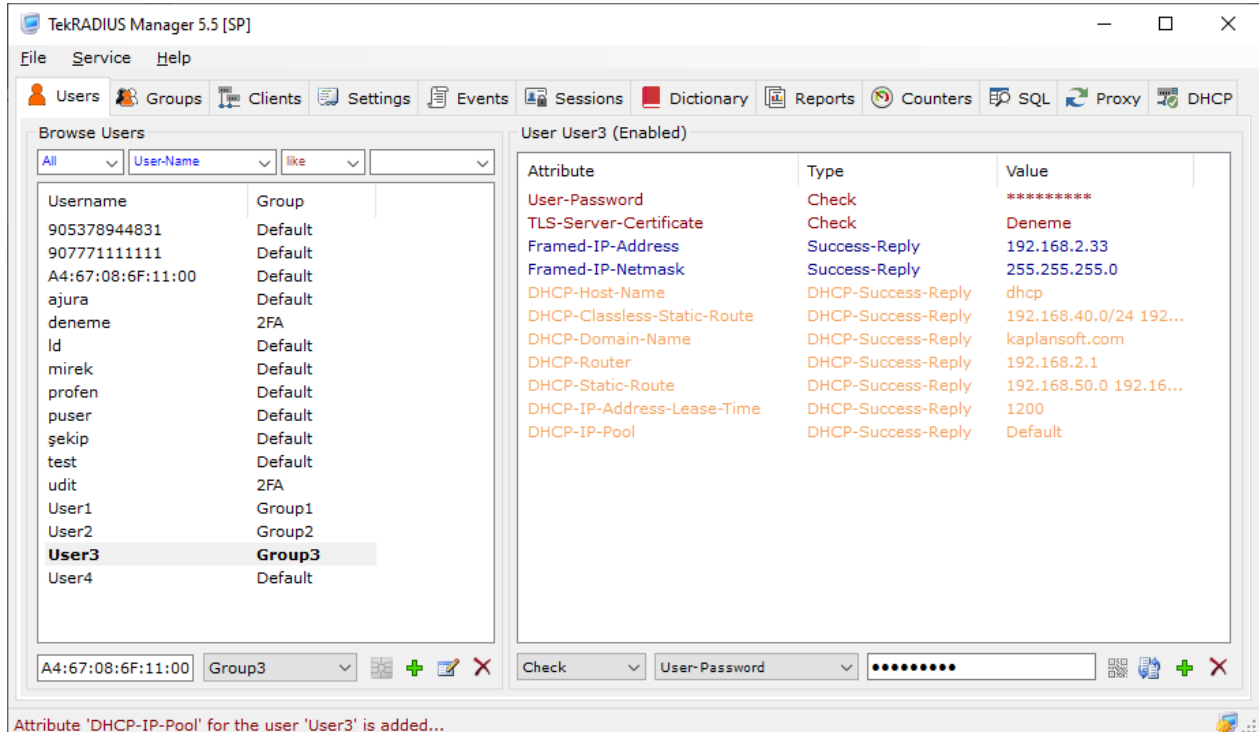 TekRADIUS Manager 5.5 [SP]
File Service Help
Users Groups Clients Settings Events Sessions Dictionary Reports Counters SQL Proxy DHCP
Browse Users
All User-Name like
Username Group
905378944831 Default
907771111111 Default
A4:67:08:6F:11:00 Default
ajura Default
deneme 2FA
ld Default
mirek Default
profen Default
puser Default
şekip Default
test Default
udit 2FA
User1 Group1
User2 Group2
User3 Group3
User4 Default
A4:67:08:6F:11:00 Group3
User User3 (Enabled)
Attribute Type Value
User-Password Check *********
TLS-Server-Certificate Check Deneme
Framed-IP-Address Success-Reply 192.168.2.33
Framed-IP-Netmask Success-Reply 255.255.255.0
DHCP-Host-Name DHCP-Success-Reply dhcp
DHCP-Classless-Static-Route DHCP-Success-Reply 192.168.40.0/24 192...
DHCP-Domain-Name DHCP-Success-Reply kaplansoft.com
DHCP-Router DHCP-Success-Reply 192.168.2.1
DHCP-Static-Route DHCP-Success-Reply 192.168.50.0 192.16...
DHCP-IP-Address-Lease-Time DHCP-Success-Reply 1200
DHCP-IP-Pool DHCP-Success-Reply Default
Check User-Password •••••••••
Attribute 'DHCP-IP-Pool' for the user 'User3' is added...